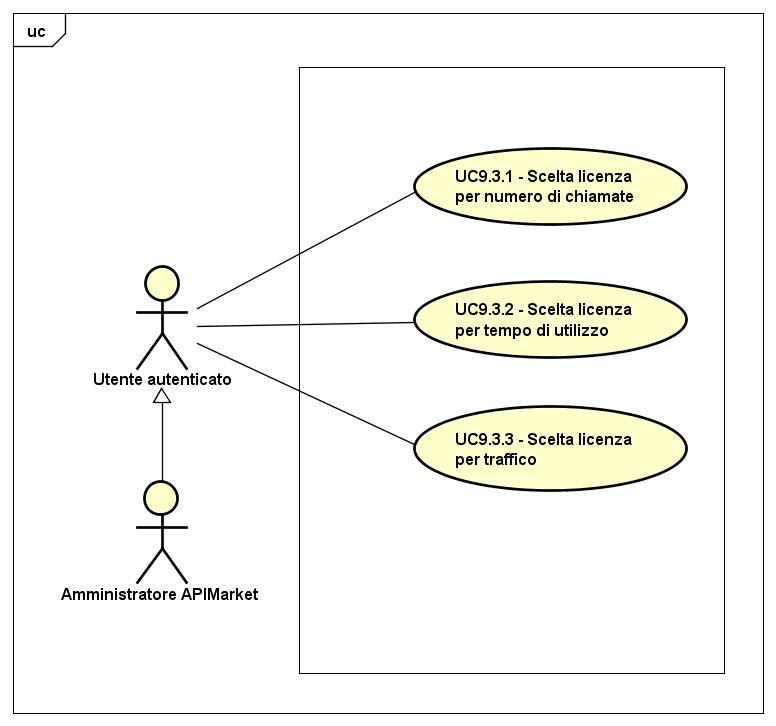 uc
UC9.3.1 - Scelta licenza
per numero di chiamate
UC9.3.2 - Scelta licenza
per tempo di utilizzo
Utente autenticato
UC9.3.3 - Scelta licenza
per traffico
Amministratore APIMarket